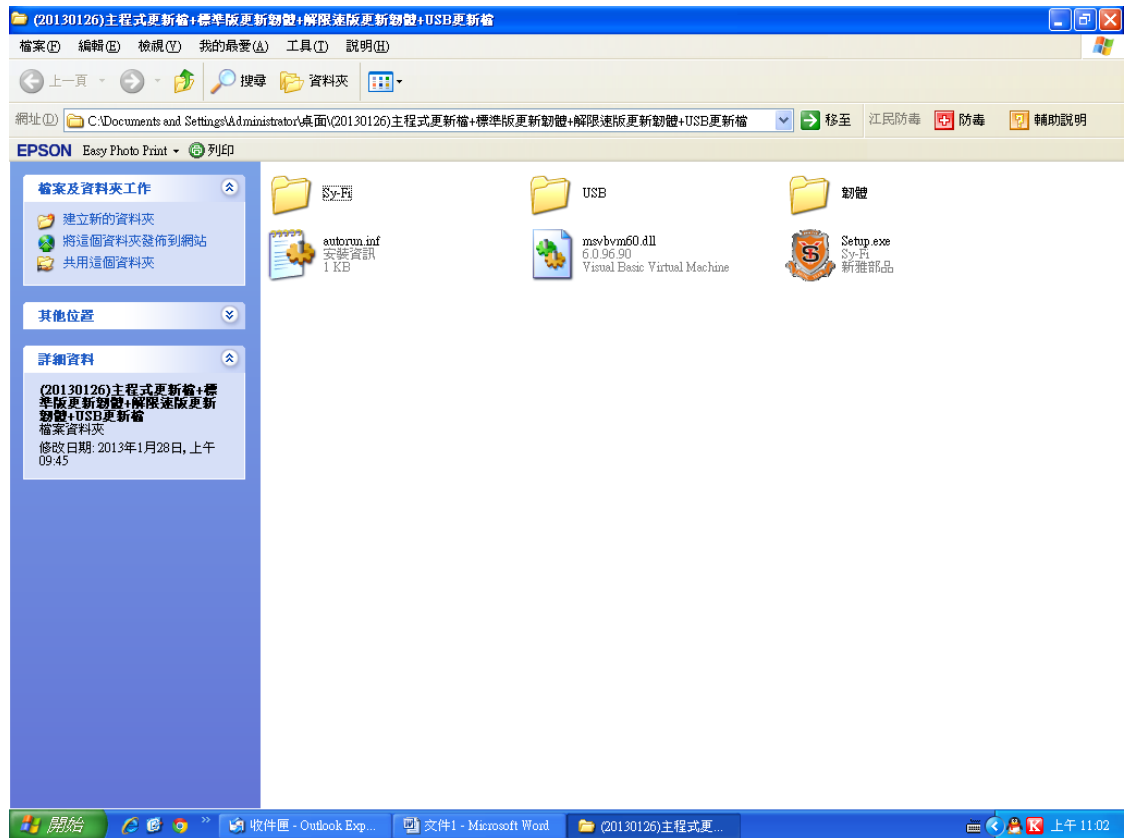 (20130126)主程式更新檔+標準版更新韌體+解限速版更新韌體+USB更新檔
檔案(F) 編輯(E) 檢視(V) 我的最愛(A) 工具(T) 說明(H)
上一頁 搜尋 資料夾
網址(D) C:\Documents and Settings\Administrator\桌面\(20130126)主程式更新檔+標準版更新韌體+解限速版更新韌體+USB更新檔 移至 江民防毒 防毒 輔助說明
EPSON Easy Photo Print 列印
檔案及資料夾工作
建立新的資料夾
將這個資料夾發佈到網站
共用這個資料夾
其他位置
詳細資料
(20130126)主程式更新檔+標
準版更新韌體+解限速版更新
韌體+USB更新檔
檔案資料夾
修改日期: 2013年1月28日, 上午
09:45
Sy-Fi
USB
韌體
autorun.inf
安裝資訊
1 KB
msvbvm60.dll
6.0.96.90
Visual Basic Virtual Machine
Setup.exe
Sy-Fi
新雅部品
開始 收件匣 - Outlook Exp... 文件1 - Microsoft Word (20130126)主程式更... 上午 11:02